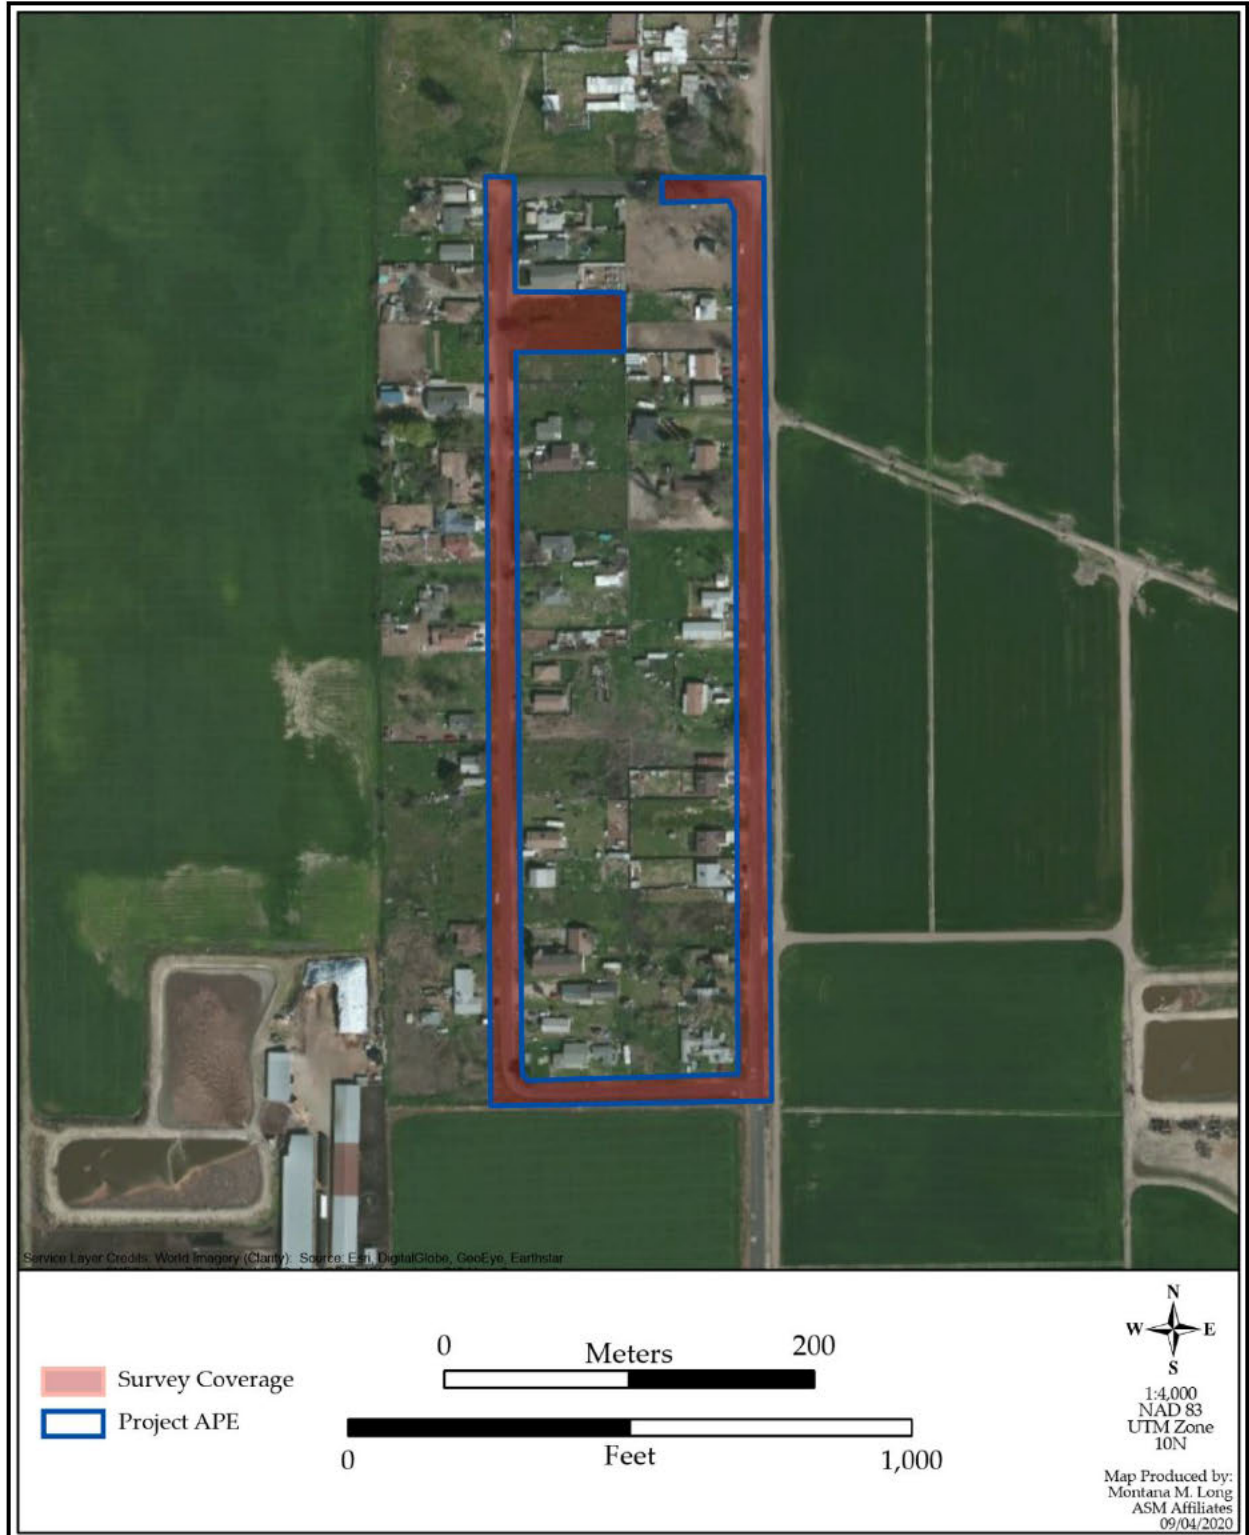 Service Layer Credits: World Imagery (Clarity): Source: Esri, DigitalGlobe, GeoEye, Earthstar
Survey Coverage
Project APE
0 Meters 200
0 Feet 1,000
N
W E
S
1:4,000
NAD 83
UTM Zone
10N
Map Produced by:
Montana M. Long
ASM Affiliates
09/04/2020